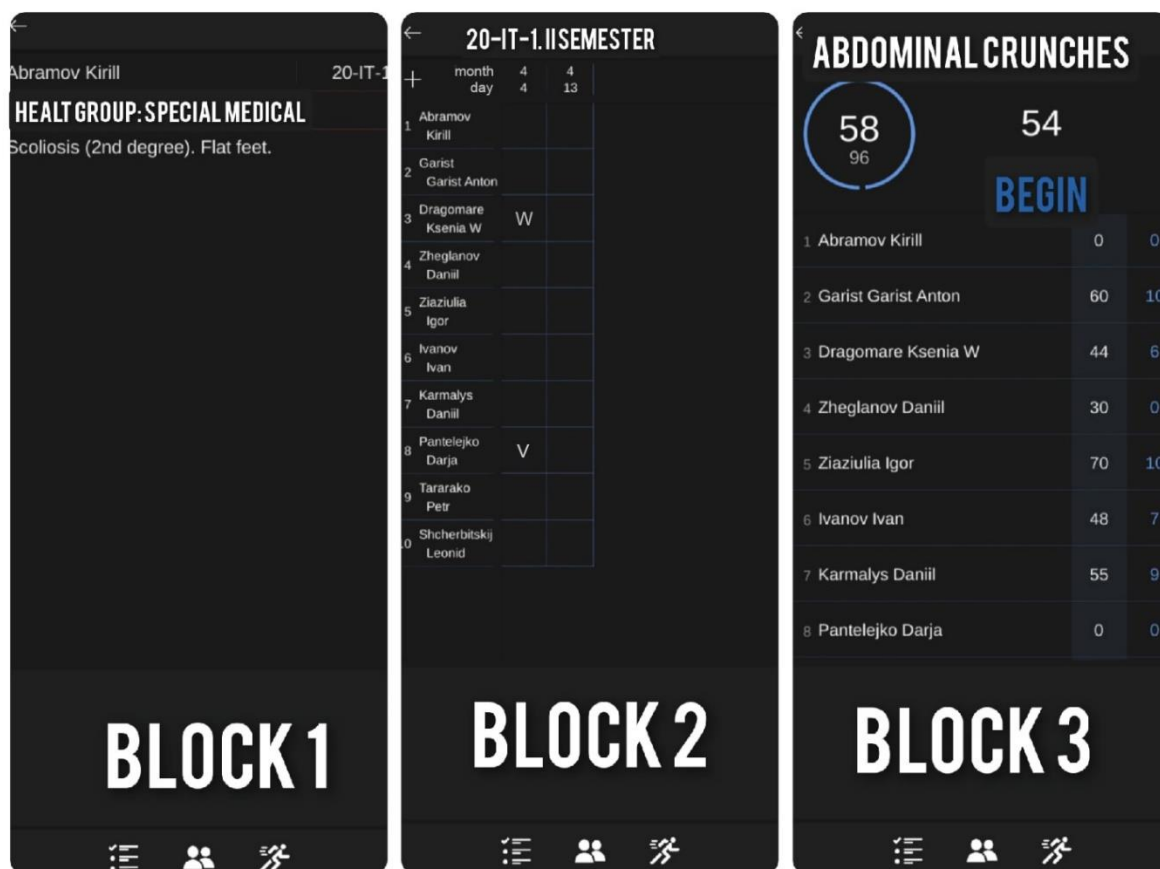 Abramov Kirill 20-IT-1
HEALT GROUP: SPECIAL MEDICAL
Scoliosis (2nd degree). Flat feet.
BLOCK 1
20-IT-1. II SEMESTER
+ month 4 4
day 4 13
1 Abramov
Kirill
2 Garist
Garist Anton
3 Dragomare
Ksenia W W
4 Zheglanov
Daniil
5 Ziaziulia
Igor
6 Ivanov
Ivan
7 Karmalys
Daniil
8 Pantelejko
Darja V
9 Tararako
Petr
.0 Shcherbitskij
Leonid
BLOCK 2
ABDOMINAL CRUNCHES
58 54
96
BEGIN
1 Abramov Kirill 0 0
2 Garist Garist Anton 60 10
3 Dragomare Ksenia W 44 6
4 Zheglanov Daniil 30 0
5 Ziaziulia Igor 70 10
6 Ivanov Ivan 48 7
7 Karmalys Daniil 55 9
8 Pantelejko Darja 0 0
BLOCK 3